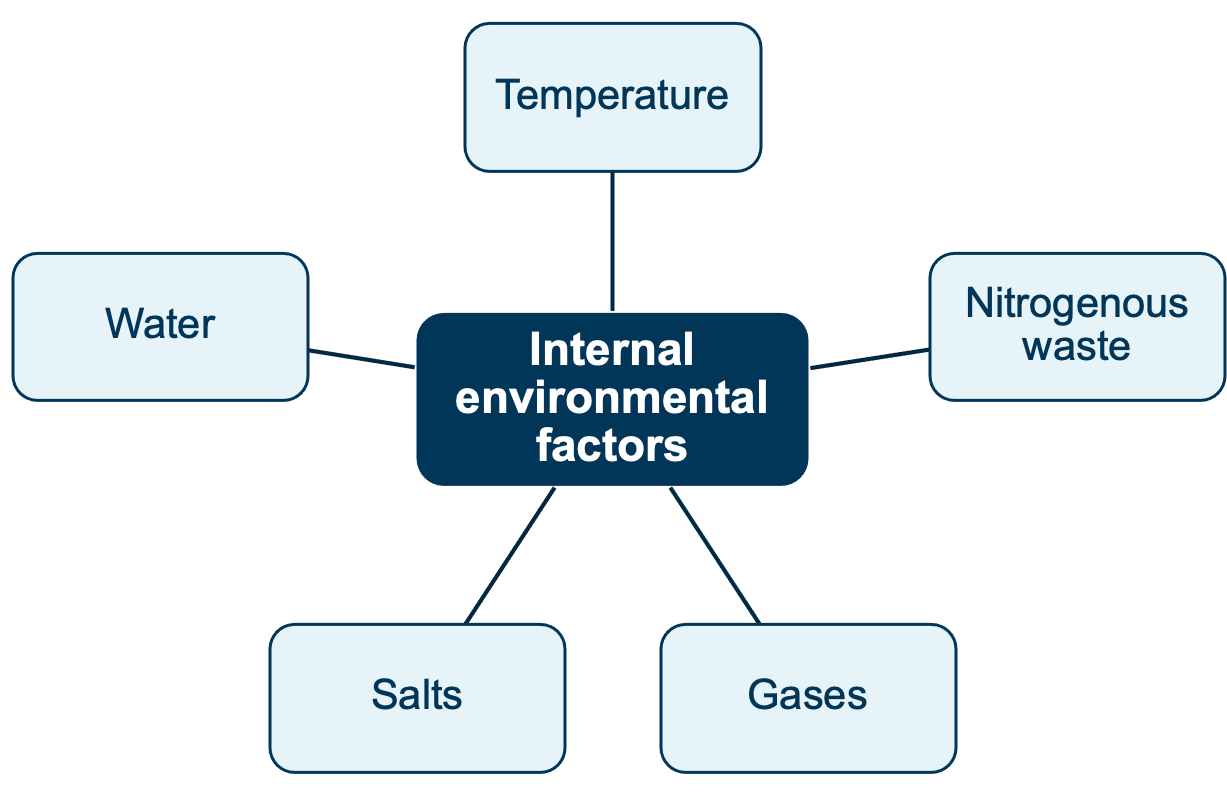 Temperature
Water
Nitrogenous
waste
Internal
environmental
factors
Salts
Gases